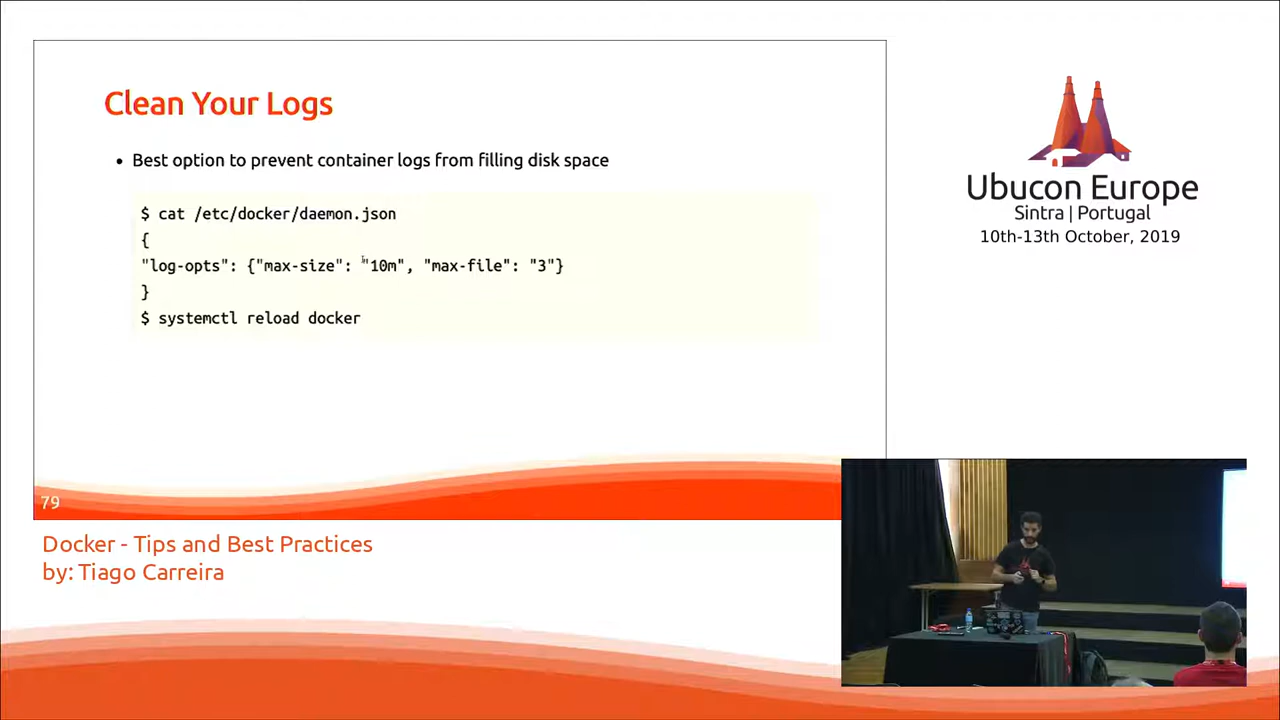 Clean Your Logs
• Best option to prevent container logs from filling disk space
$ cat /etc/docker/daemon.json
{
"log-opts": {"max-size": "10m", "max-file": "3"}
}
$ systemctl reload docker
79
Docker - Tips and Best Practices
by: Tiago Carreira
Ubucon Europe
Sintra | Portugal
10th-13th October, 2019